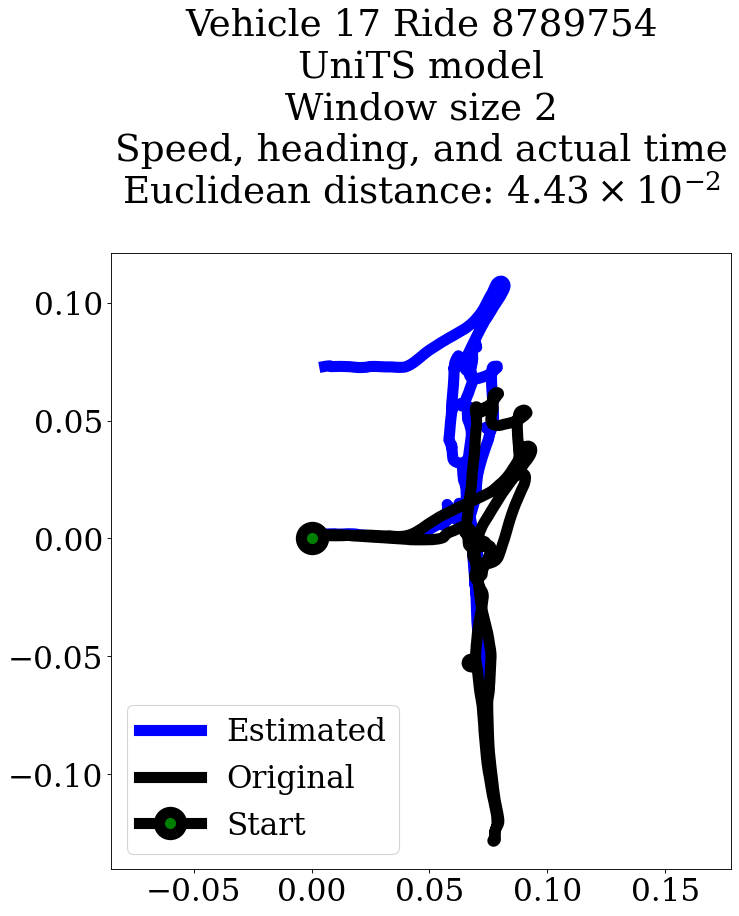 Vehicle 17 Ride 8789754
UniTS model
Window size 2
Speed, heading, and actual time
Euclidean distance: 4.43 × 10⁻²
0.10
0.05
0.00
−0.05
−0.10
Estimated
Original
Start
−0.05 0.00 0.05 0.10 0.15